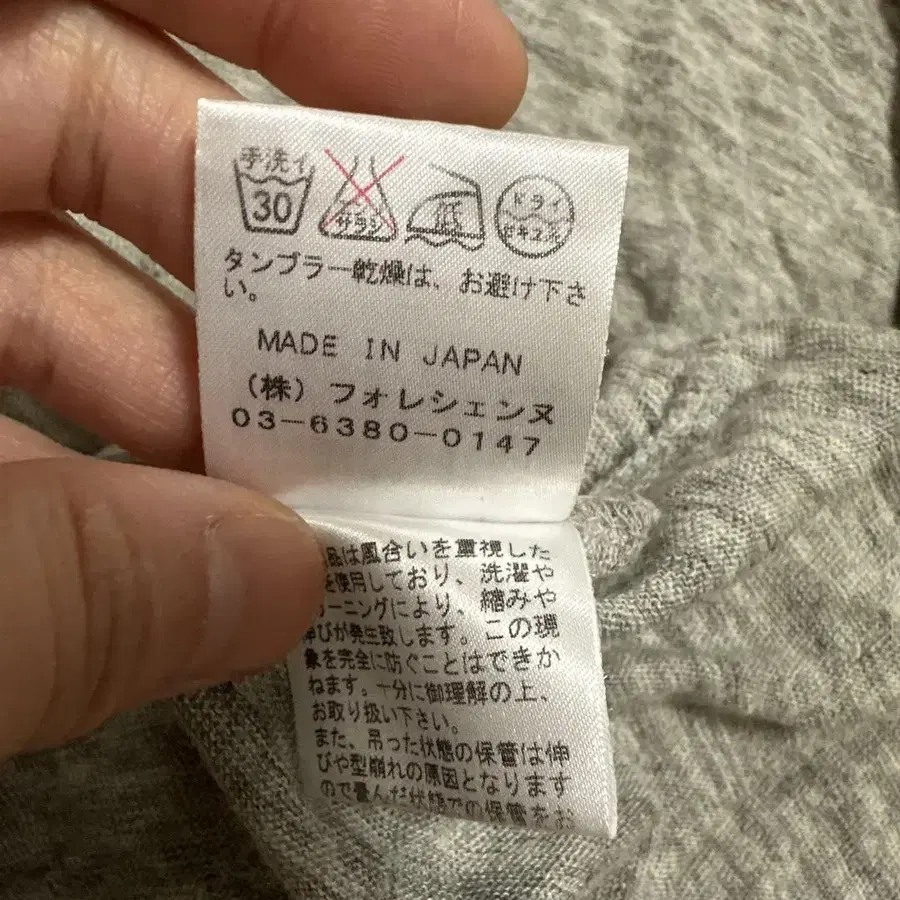 手洗イ
30
サラシ
低
ドライ
セキユ系
タンブラー乾燥は、お避け下さ
い。
MADE IN JAPAN
(株) フォレシェンヌ
03-6380-0147
品は風合いを重視した
を使用しており、洗濯や
ーニングにより、縮みや
伸びが発生致します。この現
象を完全に防ぐことはできか
ねます。十分に御理解の上、
お取り扱い下さい。
また、吊った状態の保管は伸
びや型崩れの原因となります
ので畳んだ状態での保管をお